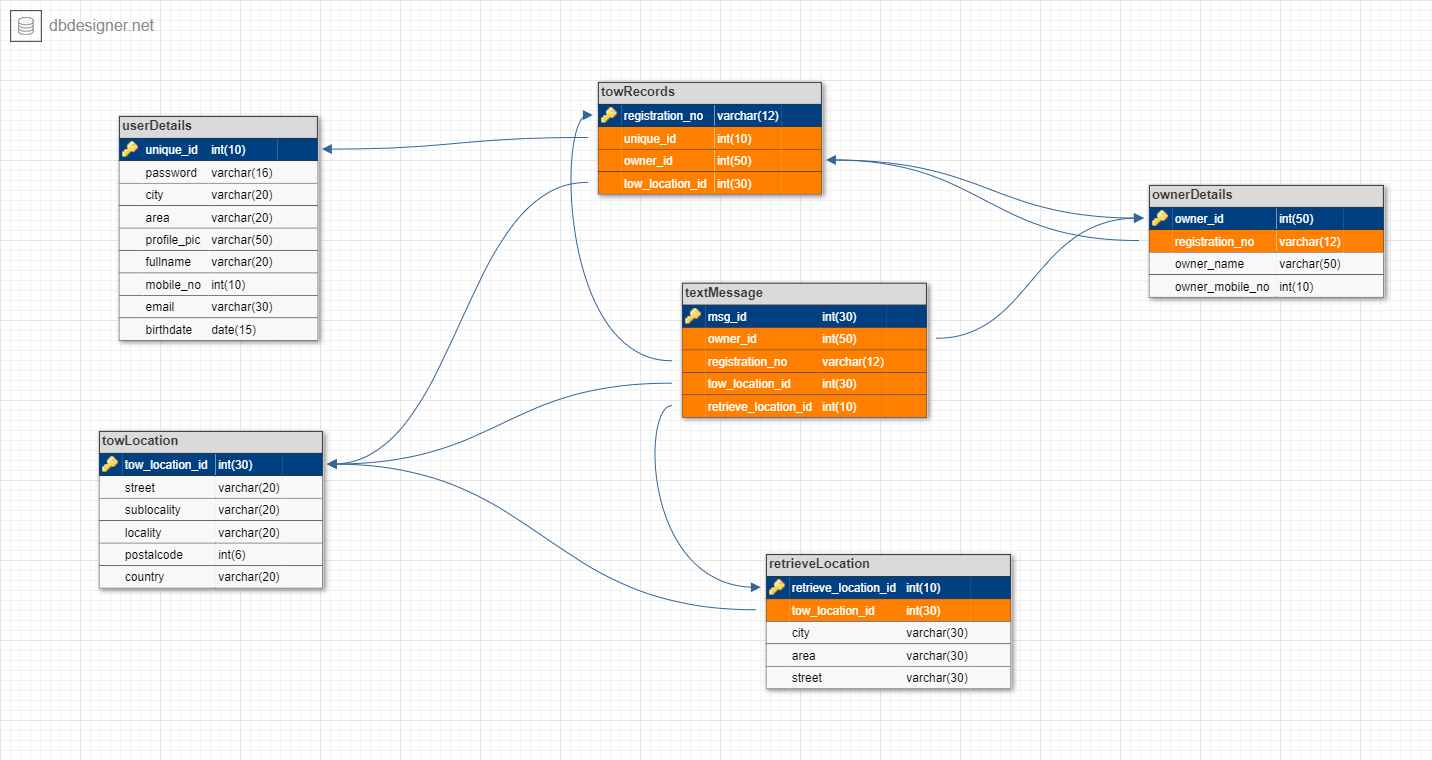 dbdesigner.net
userDetails
unique_id int(10)
password varchar(16)
city varchar(20)
area varchar(20)
profile_pic varchar(50)
fullname varchar(20)
mobile_no int(10)
email varchar(30)
birthdate date(15)
towRecords
registration_no varchar(12)
unique_id int(10)
owner_id int(50)
tow_location_id int(30)
ownerDetails
owner_id int(50)
registration_no varchar(12)
owner_name varchar(50)
owner_mobile_no int(10)
textMessage
msg_id int(30)
owner_id int(50)
registration_no varchar(12)
tow_location_id int(30)
retrieve_location_id int(10)
towLocation
tow_location_id int(30)
street varchar(20)
sublocality varchar(20)
locality varchar(20)
postalcode int(6)
country varchar(20)
retrieveLocation
retrieve_location_id int(10)
tow_location_id int(30)
city varchar(30)
area varchar(30)
street varchar(30)